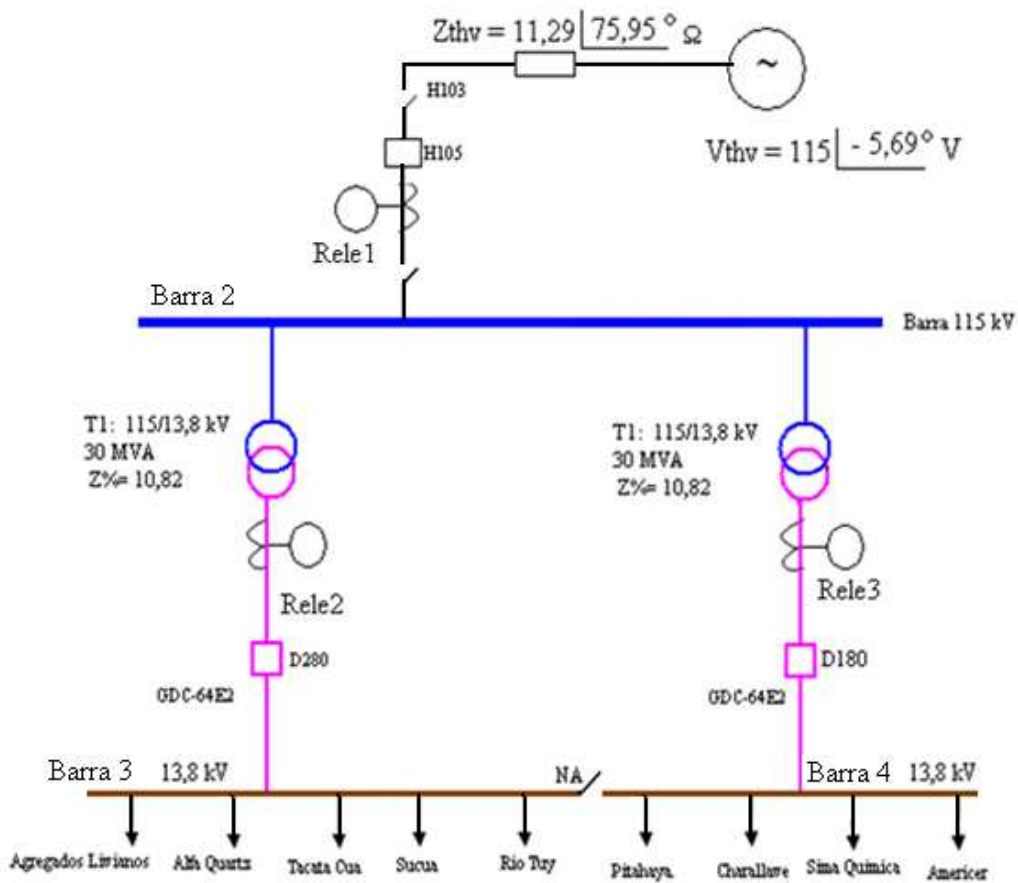 Zthv = 11,29 75,95 ° Ω
~
H103
H105
Vthv = 115 - 5,69° V
Rele1
Barra 2
Barra 115 kV
T1: 115/13,8 kV
30 MVA
Z%= 10,82
T1: 115/13,8 kV
30 MVA
Z%= 10,82
Rele2
Rele3
D280
D180
GDC-64E2
GDC-64E2
Barra 3 13,8 kV NA Barra 4 13,8 kV
Agregados Livianos Alfa Quartz Tacata Cua Sucua Rio Tuy Pitahaya Charallave Sima Quimica Americer